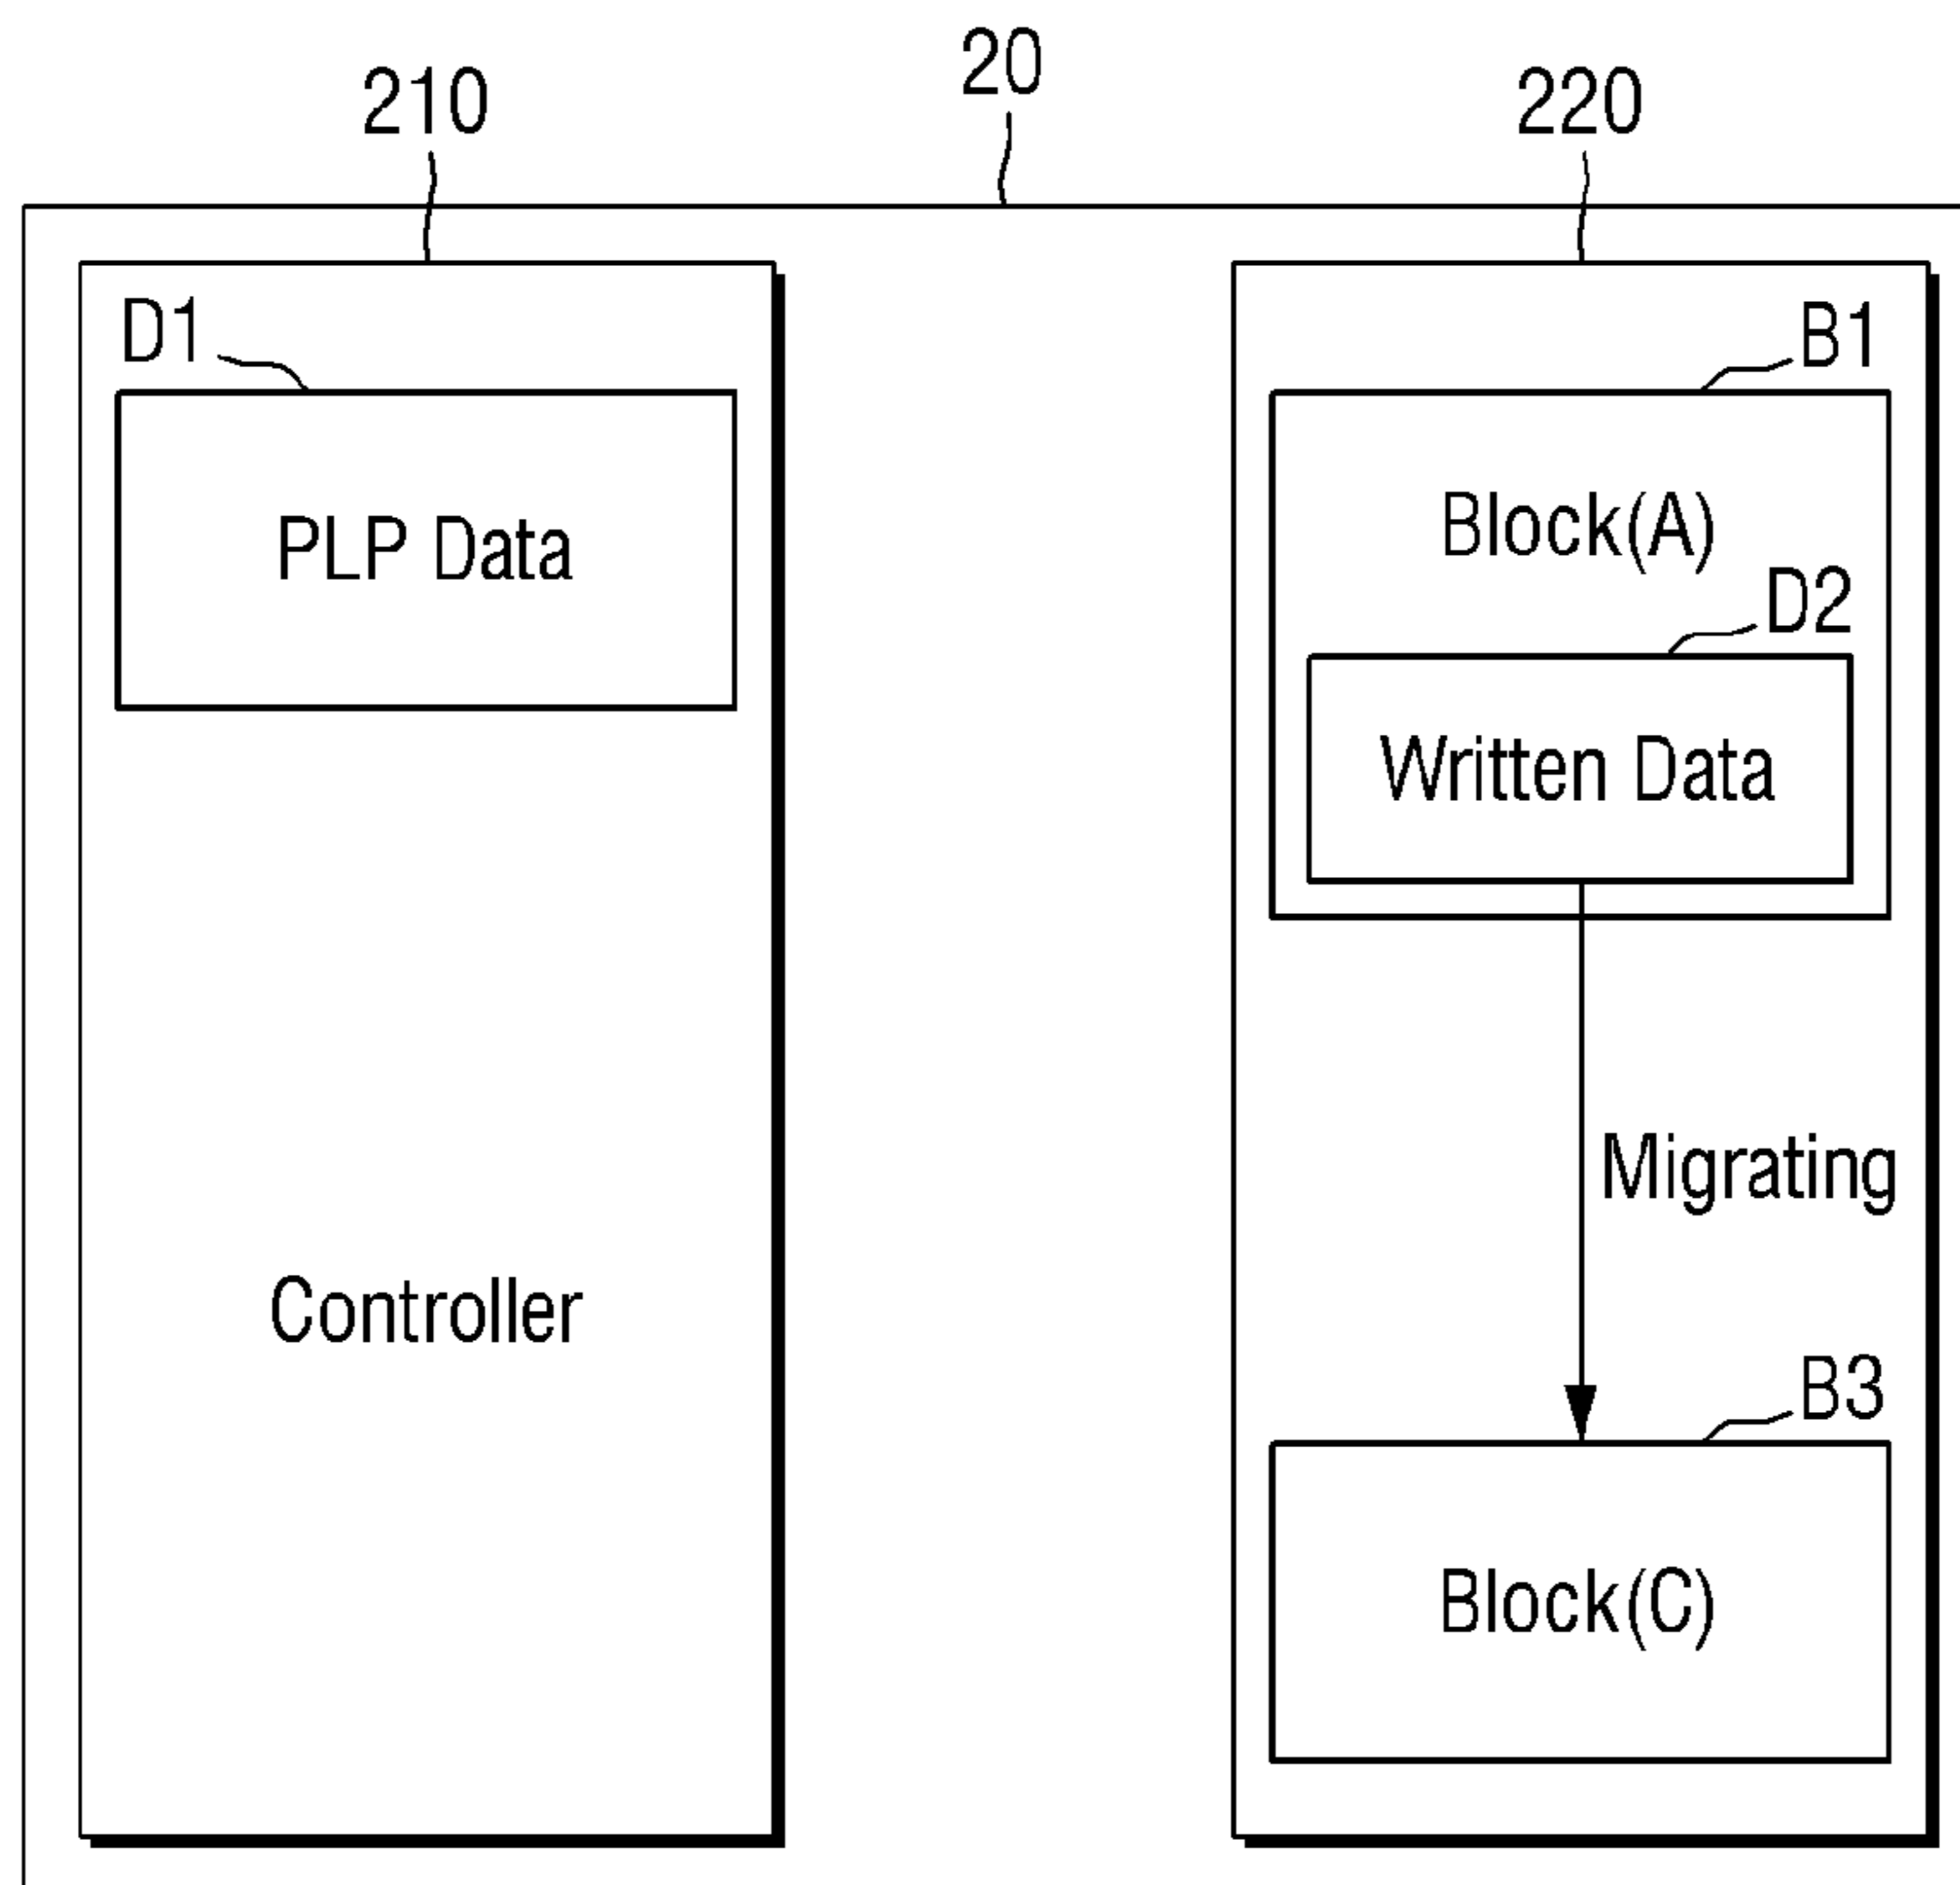 20
210
220
D1
B1
PLP Data
Block(A)
D2
Written Data
Migrating
Controller
B3
Block(C)